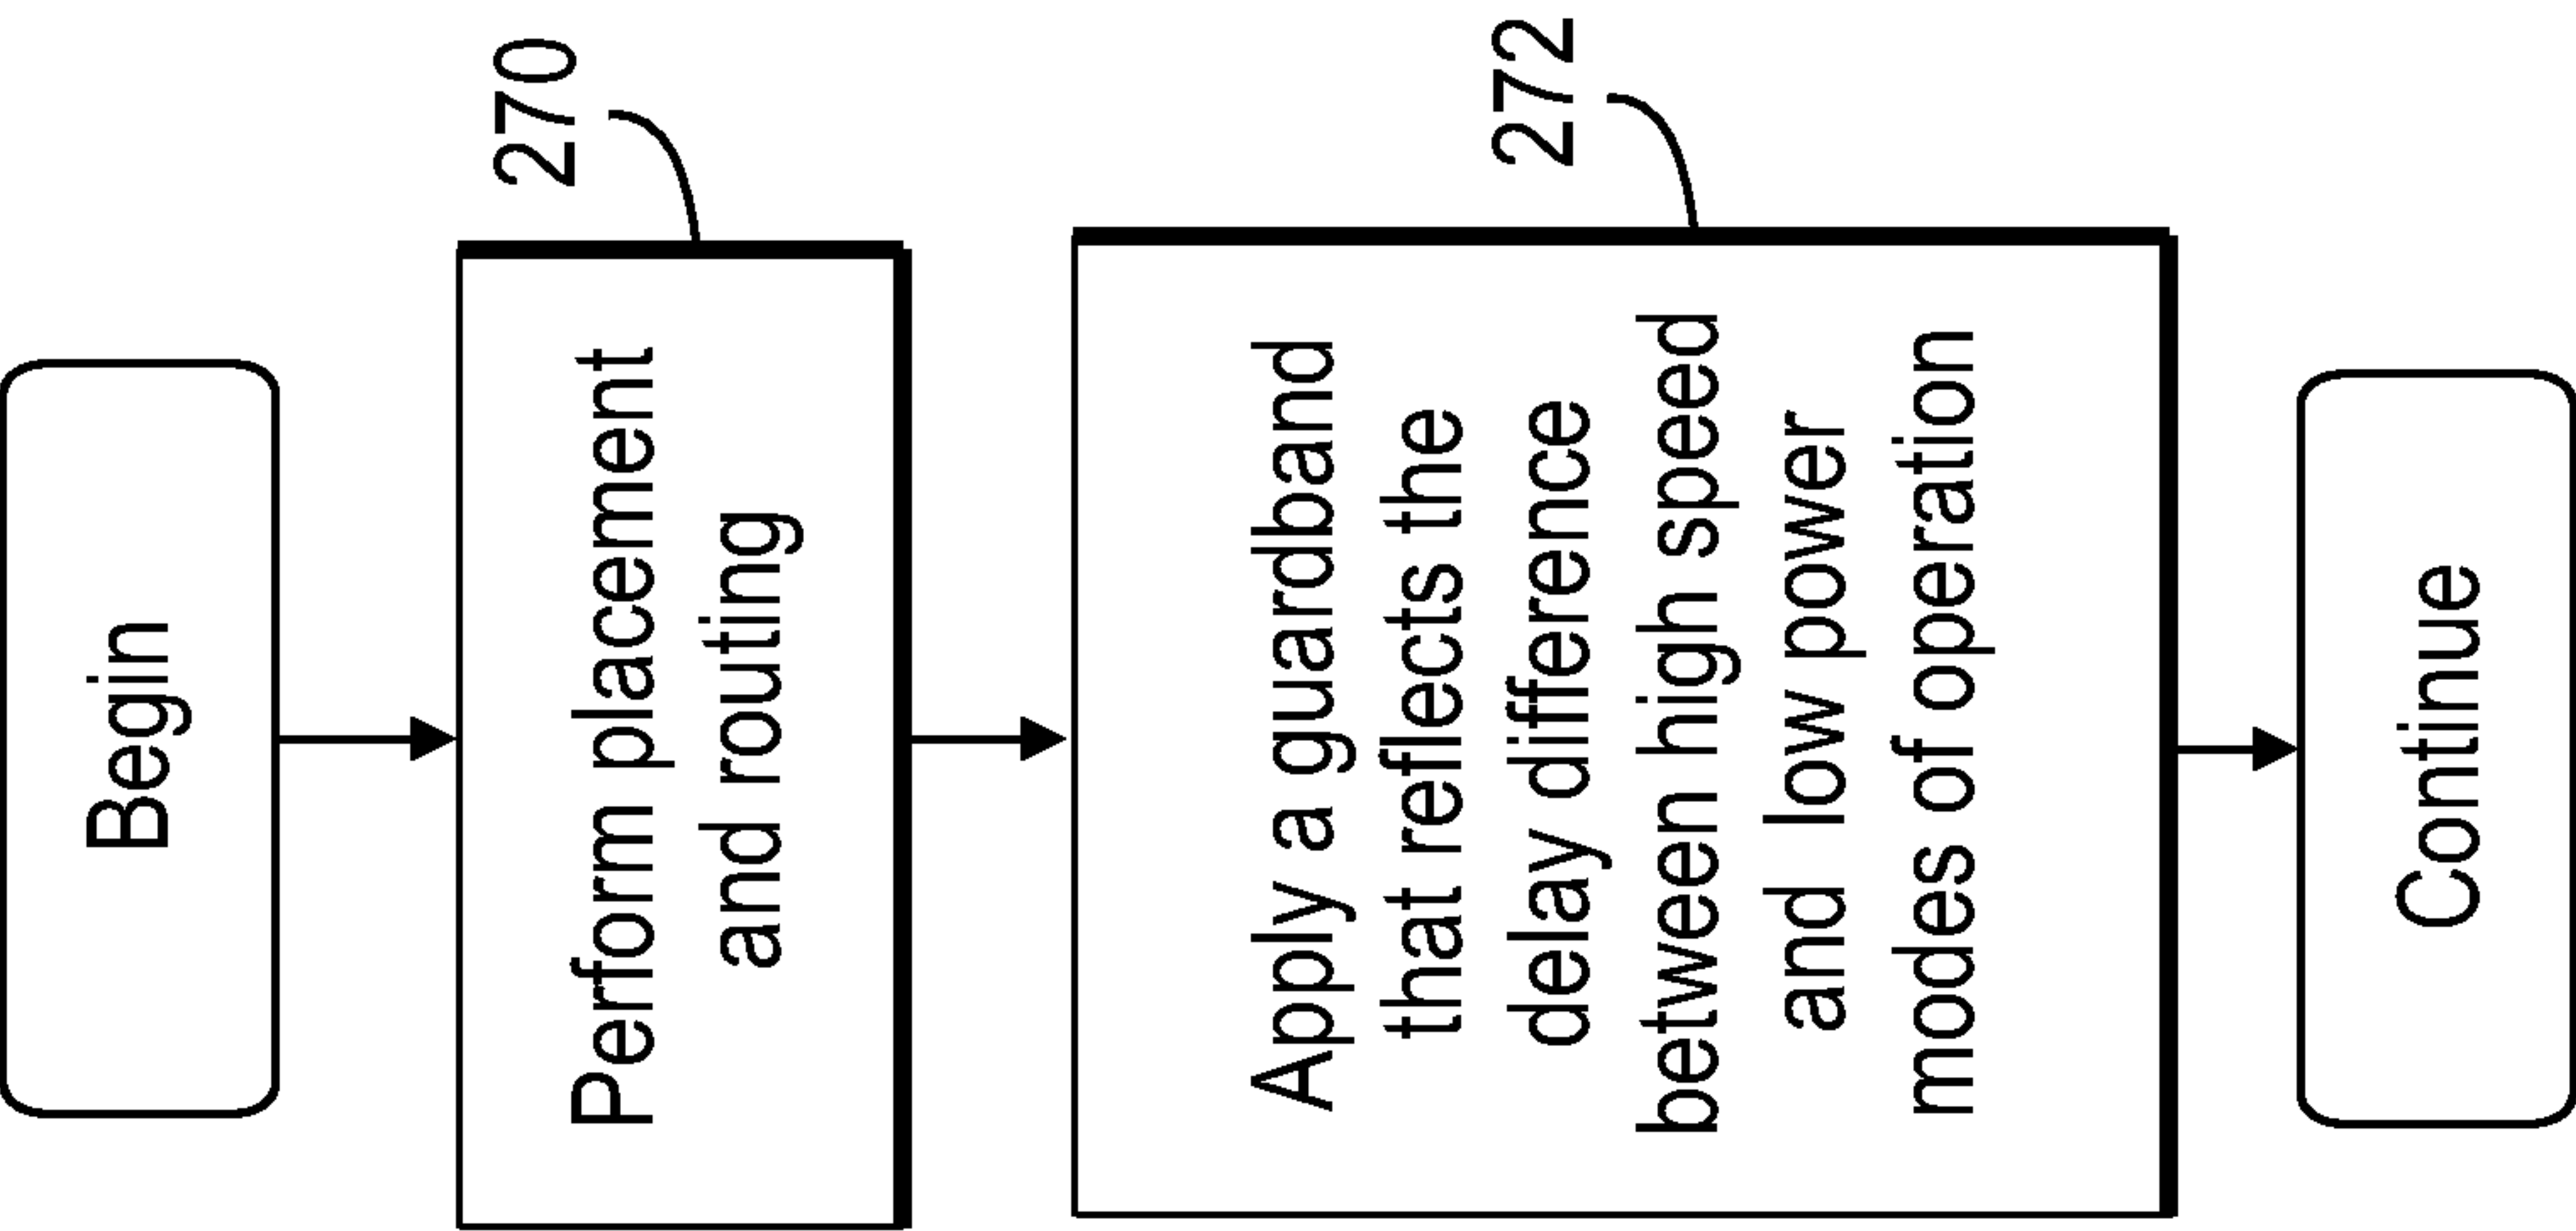 Begin
270
Perform placement
and routing
272
Apply a guardband
that reflects the
delay difference
between high speed
and low power
modes of operation
Continue